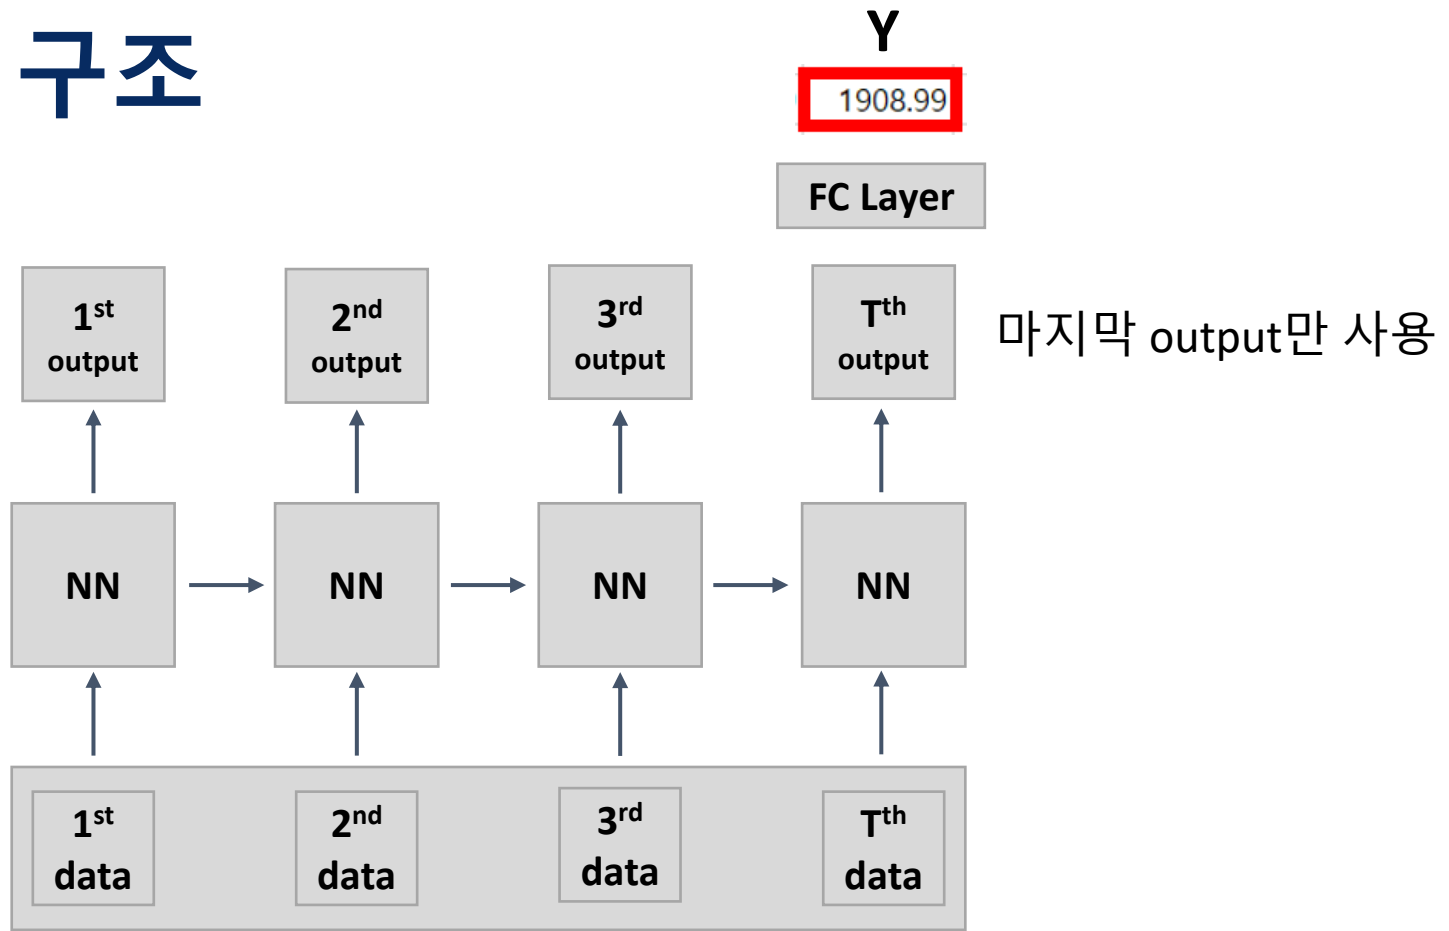 구조
Y
1908.99
FC Layer
1st
output
2nd
output
3rd
output
Tth
output
마지막 output만 사용
NN
NN
NN
NN
1st
data
2nd
data
3rd
data
Tth
data